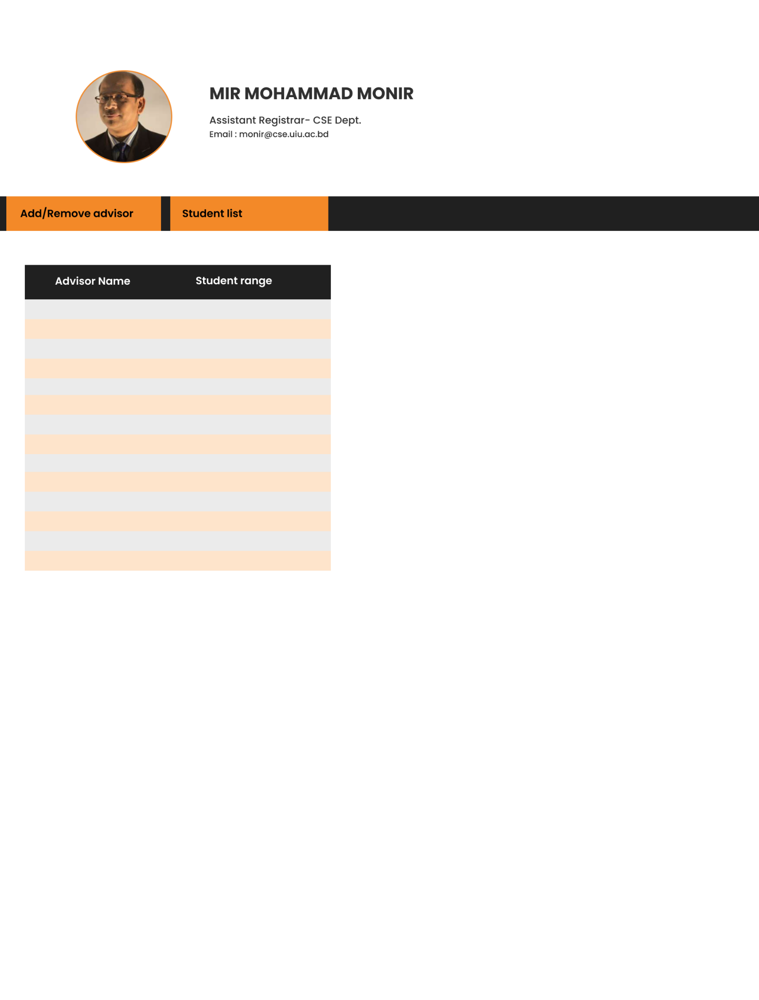 MIR MOHAMMAD MONIR
Assistant Registrar- CSE Dept.
Email : monir@cse.uiu.ac.bd
Add/Remove advisor
Student list
Advisor Name
Student range